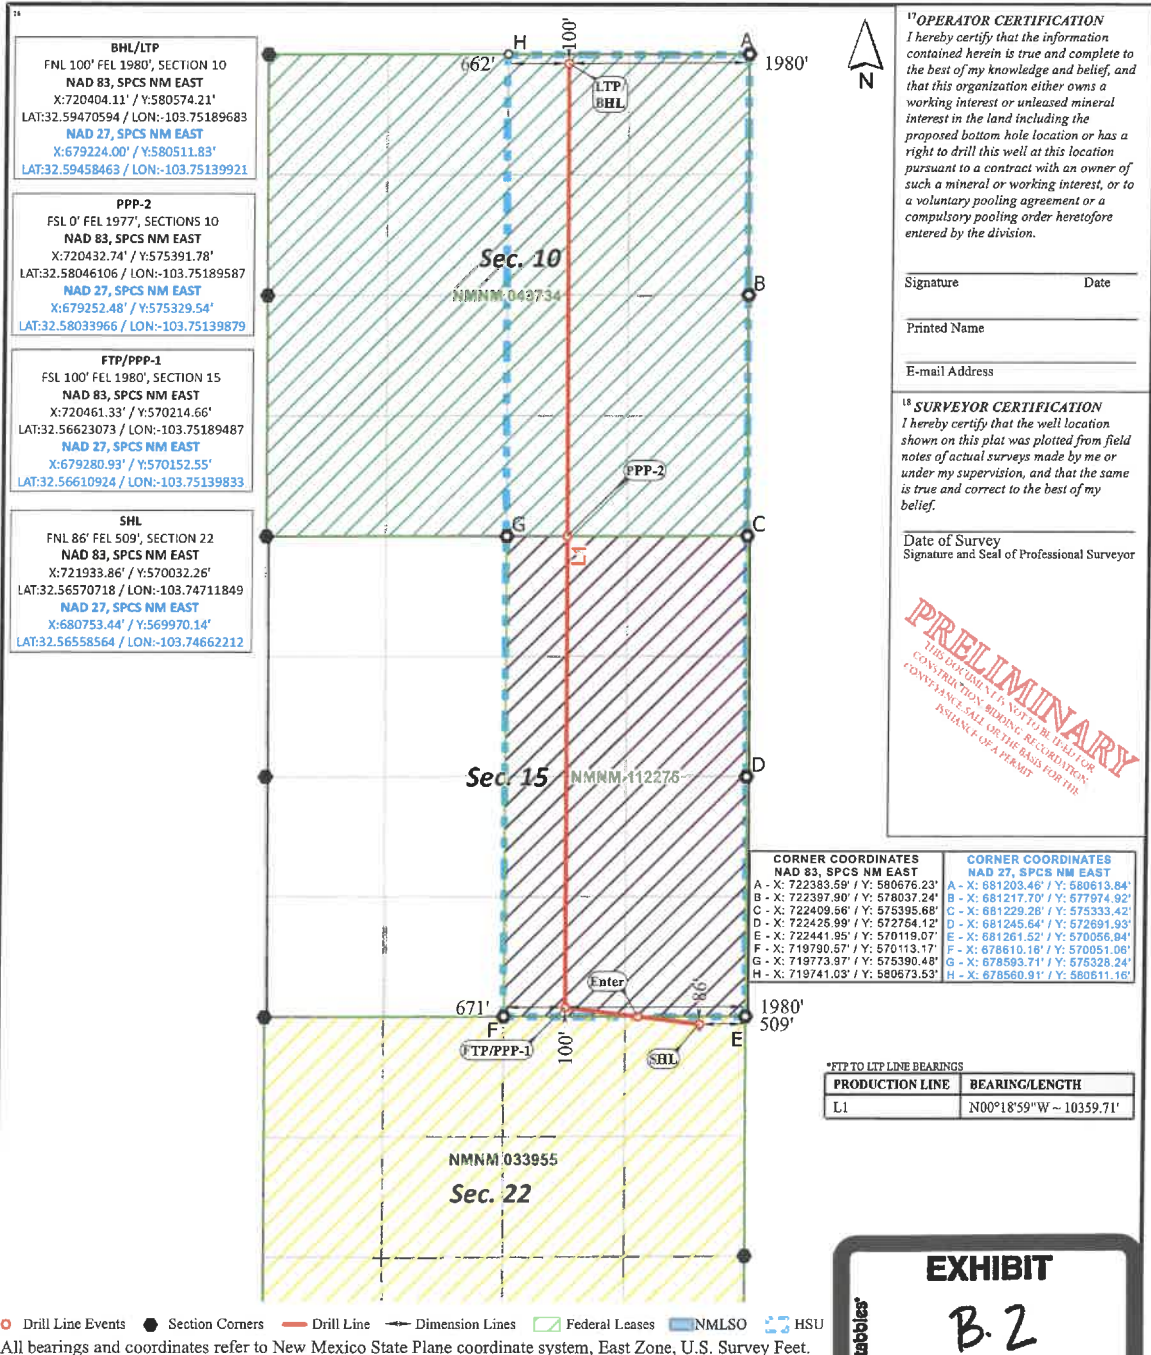 16
BHL/LTP
FNL 100' FEL 1980', SECTION 10
NAD 83, SPCS NM EAST
X:720404.11' / Y:580574.21'
LAT:32.59470594 / LON:-103.75189683
NAD 27, SPCS NM EAST
X:679224.00' / Y:580511.83'
LAT:32.59458463 / LON:-103.75139921
PPP-2
FSL 0' FEL 1977', SECTIONS 10
NAD 83, SPCS NM EAST
X:720432.74' / Y:575391.78'
LAT:32.58046106 / LON:-103.75189587
NAD 27, SPCS NM EAST
X:679252.48' / Y:575329.54'
LAT:32.58033966 / LON:-103.75139879
FTP/PPP-1
FSL 100' FEL 1980', SECTION 15
NAD 83, SPCS NM EAST
X:720461.33' / Y:570214.66'
LAT:32.56623073 / LON:-103.75189487
NAD 27, SPCS NM EAST
X:679280.93' / Y:570152.55'
LAT:32.56610924 / LON:-103.75139833
SHL
FNL 86' FEL 509', SECTION 22
NAD 83, SPCS NM EAST
X:721933.86' / Y:570032.26'
LAT:32.56570718 / LON:-103.74711849
NAD 27, SPCS NM EAST
X:680753.44' / Y:569970.14'
LAT:32.56558564 / LON:-103.74662212
H
100'
A
662'
1980'
LTP/
BHL
N
Sec. 10
NMNM 043734
B
PPP-2
G
C
L1
Sec. 15
NMNM 112275
D
Enter
86'
671'
1980'
509'
F
E
FTP/PPP-1
100'
SHL
NMNM 033955
Sec. 22
17 OPERATOR CERTIFICATION
I hereby certify that the information
contained herein is true and complete to
the best of my knowledge and belief, and
that this organization either owns a
working interest or unleased mineral
interest in the land including the
proposed bottom hole location or has a
right to drill this well at this location
pursuant to a contract with an owner of
such a mineral or working interest, or to
a voluntary pooling agreement or a
compulsory pooling order heretofore
entered by the division.
Signature Date
Printed Name
E-mail Address
18 SURVEYOR CERTIFICATION
I hereby certify that the well location
shown on this plat was plotted from field
notes of actual surveys made by me or
under my supervision, and that the same
is true and correct to the best of my
belief.
Date of Survey
Signature and Seal of Professional Surveyor
PRELIMINARY
THIS DOCUMENT IS NOT TO BE USED FOR
CONSTRUCTION, BIDDING, RECORDATION,
CONVEYANCE, SALE, OR THE BASIS FOR THE
ISSUANCE OF A PERMIT
CORNER COORDINATES
NAD 83, SPCS NM EAST
A - X: 722383.59' / Y: 580676.23'
B - X: 722397.90' / Y: 578037.24'
C - X: 722409.56' / Y: 575395.68'
D - X: 722425.99' / Y: 572754.12'
E - X: 722441.95' / Y: 570119.07'
F - X: 719790.57' / Y: 570113.17'
G - X: 719773.97' / Y: 575390.48'
H - X: 719741.03' / Y: 580673.53'
CORNER COORDINATES
NAD 27, SPCS NM EAST
A - X: 681203.46' / Y: 580613.84'
B - X: 681217.70' / Y: 577974.92'
C - X: 681229.28' / Y: 575333.42'
D - X: 681245.64' / Y: 572691.93'
E - X: 681261.52' / Y: 570056.94'
F - X: 678610.16' / Y: 570051.06'
G - X: 678593.71' / Y: 575328.24'
H - X: 678560.91' / Y: 580611.16'
*FTP TO LTP LINE BEARINGS
PRODUCTION LINE BEARING/LENGTH
L1 N00°18'59"W ~ 10359.71'
EXHIBIT
B.2
tabbies*
Drill Line Events Section Corners Drill Line Dimension Lines Federal Leases NMLSO HSU
All bearings and coordinates refer to New Mexico State Plane coordinate system, East Zone, U.S. Survey Feet.